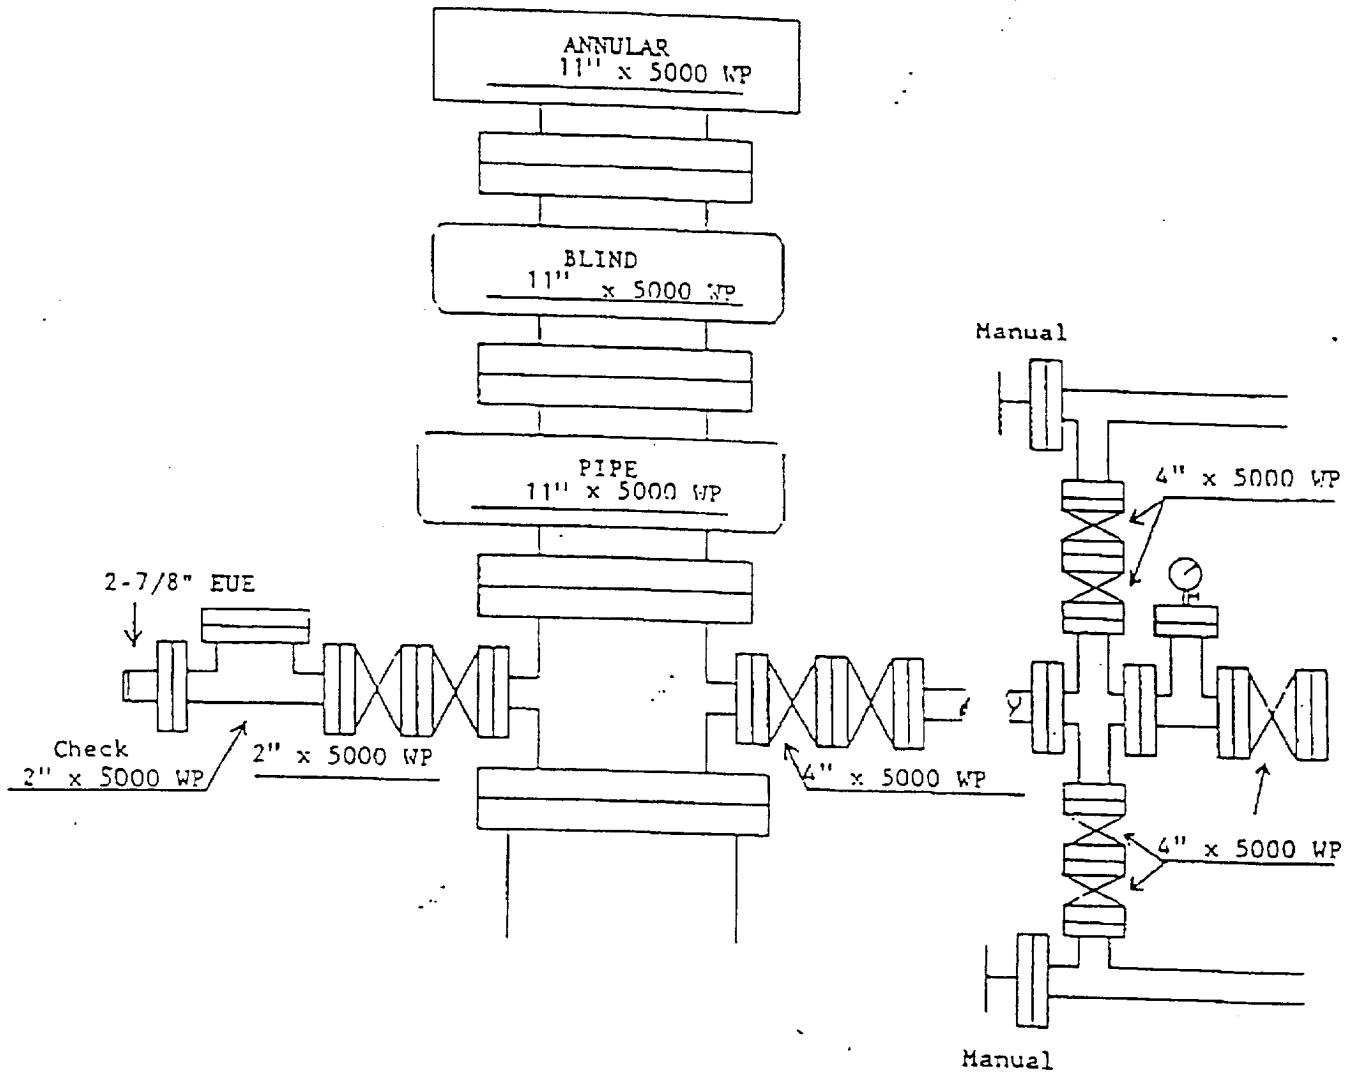 ANNULAR
11" x 5000 WP
BLIND
11" x 5000 WP
Manual
PIPE
11" x 5000 WP
4" x 5000 WP
2-7/8" EUE
Check
2" x 5000 WP
2" x 5000 WP
4" x 5000 WP
4" x 5000 WP
Manual